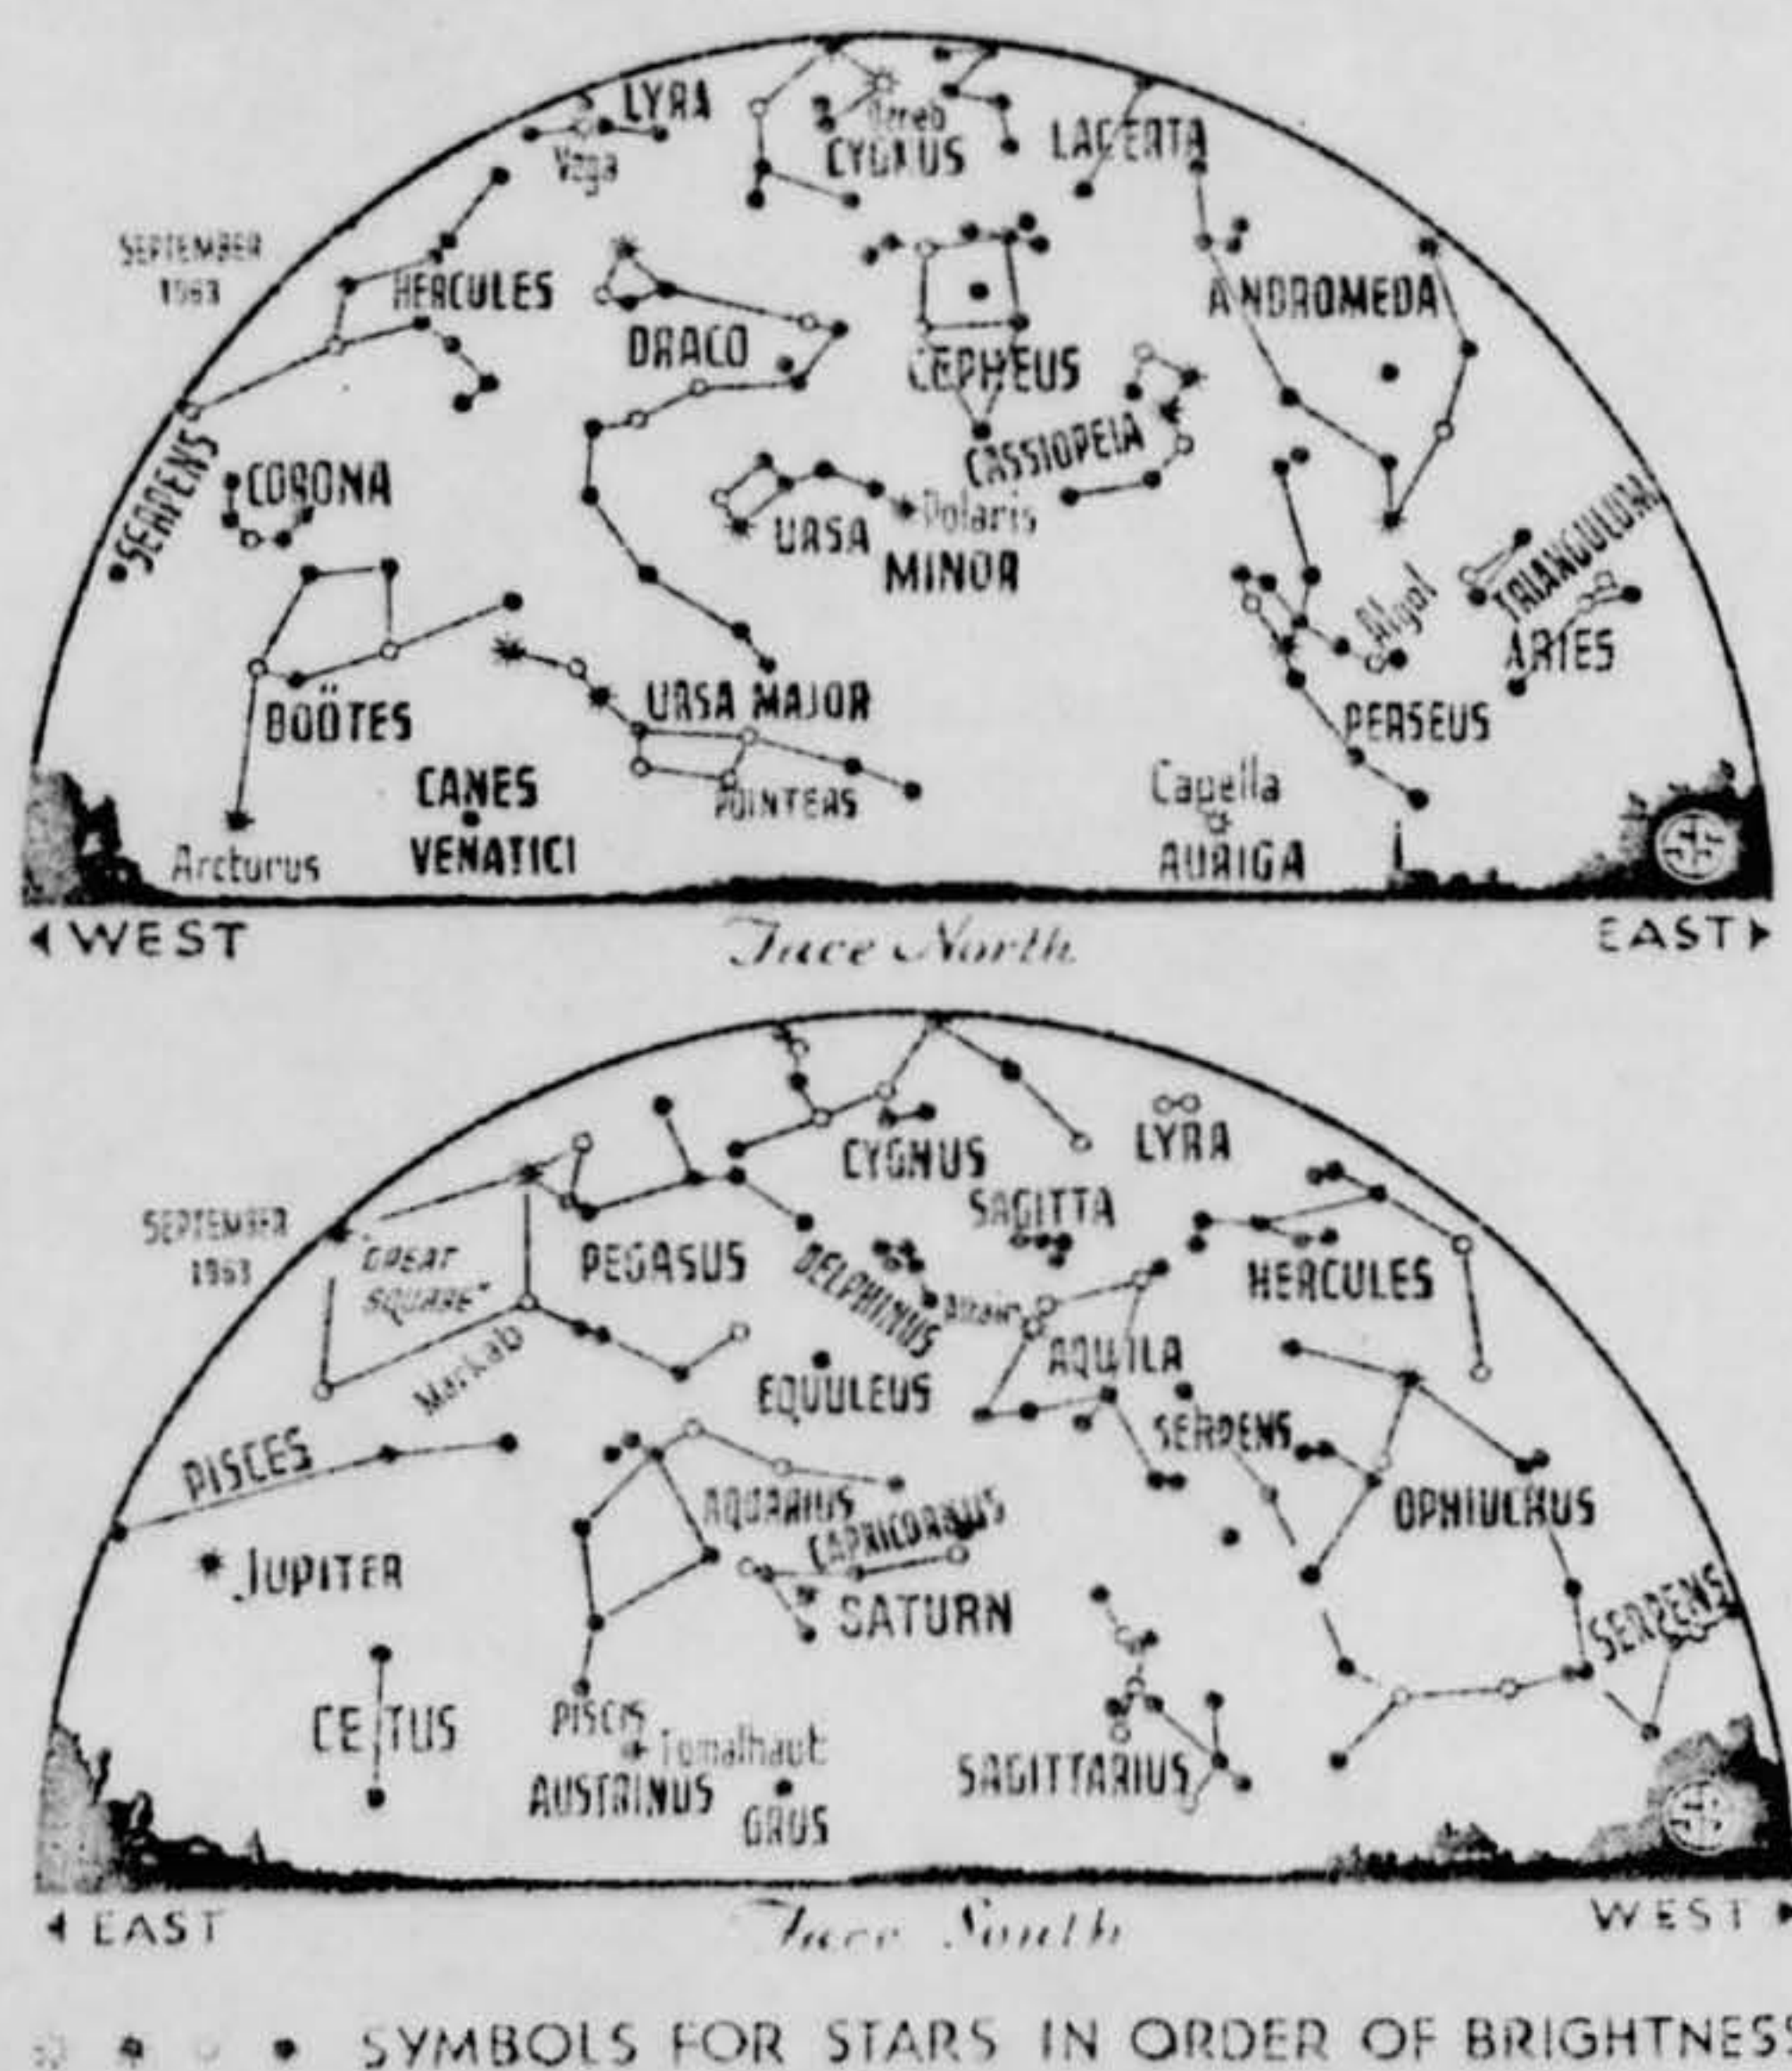 LYRA
Vega
Deneb
CYGNUS
LACERTA
SEPTEMBER
1963
HERCULES
DRACO
CEPHEUS
ANDROMEDA
CASSIOPEIA
SERPENS
CORONA
URSA
MINOR
Polaris
TRIANGULUM
Algol
ARIES
BOÖTES
URSA MAJOR
PERSEUS
CANES
VENATICI
POINTERS
Capella
AURIGA
Arcturus
◄ WEST
Face North
EAST ►
CYGNUS
LYRA
SAGITTA
SEPTEMBER
1963
"GREAT
SQUARE"
PEGASUS
DELPHINUS
Altair
HERCULES
Markab
AQUILA
EQUULEUS
SERPENS
PISCES
AQUARIUS
CAPRICORNUS
OPHIUCHUS
JUPITER
SATURN
SERPENS
CETUS
PISCIS
Fomalhaut
AUSTRINUS
GRUS
SAGITTARIUS
◄ EAST
Face South
WEST ►
SYMBOLS FOR STARS IN ORDER OF BRIGHTNESS